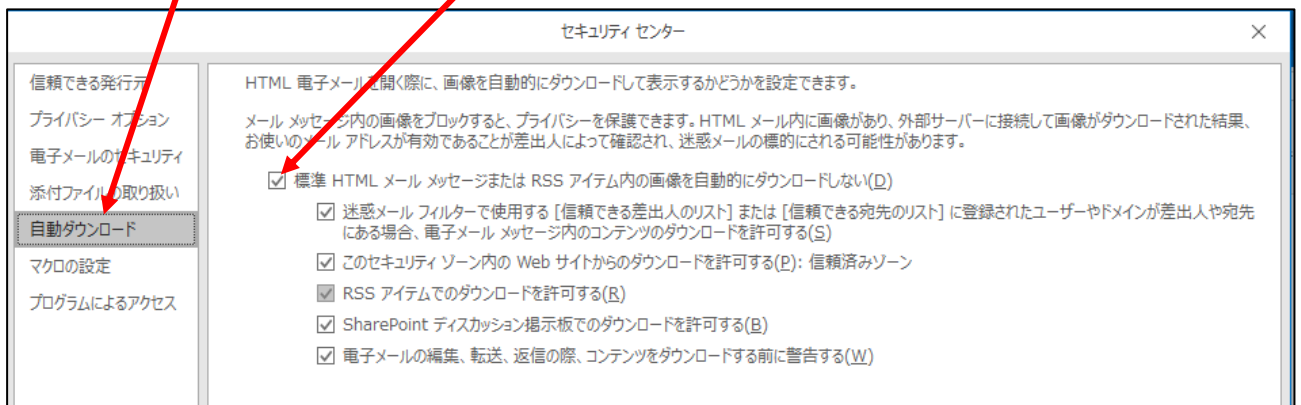 セキュリティ センター
信頼できる発行元
プライバシー オプション
電子メールのセキュリティ
添付ファイルの取り扱い
自動ダウンロード
マクロの設定
プログラムによるアクセス
HTML 電子メールを開く際に、画像を自動的にダウンロードして表示するかどうかを設定できます。
メール メッセージ内の画像をブロックすると、プライバシーを保護できます。HTML メール内に画像があり、外部サーバーに接続して画像がダウンロードされた結果、
お使いのメール アドレスが有効であることが差出人によって確認され、迷惑メールの標的にされる可能性があります。
標準 HTML メール メッセージまたは RSS アイテム内の画像を自動的にダウンロードしない(D)
迷惑メール フィルターで使用する [信頼できる差出人のリスト] または [信頼できる宛先のリスト] に登録されたユーザーやドメインが差出人や宛先
にある場合、電子メール メッセージ内のコンテンツのダウンロードを許可する(S)
このセキュリティ ゾーン内の Web サイトからのダウンロードを許可する(P): 信頼済みゾーン
RSS アイテムでのダウンロードを許可する(R)
SharePoint ディスカッション掲示板でのダウンロードを許可する(B)
電子メールの編集、転送、返信の際、コンテンツをダウンロードする前に警告する(W)